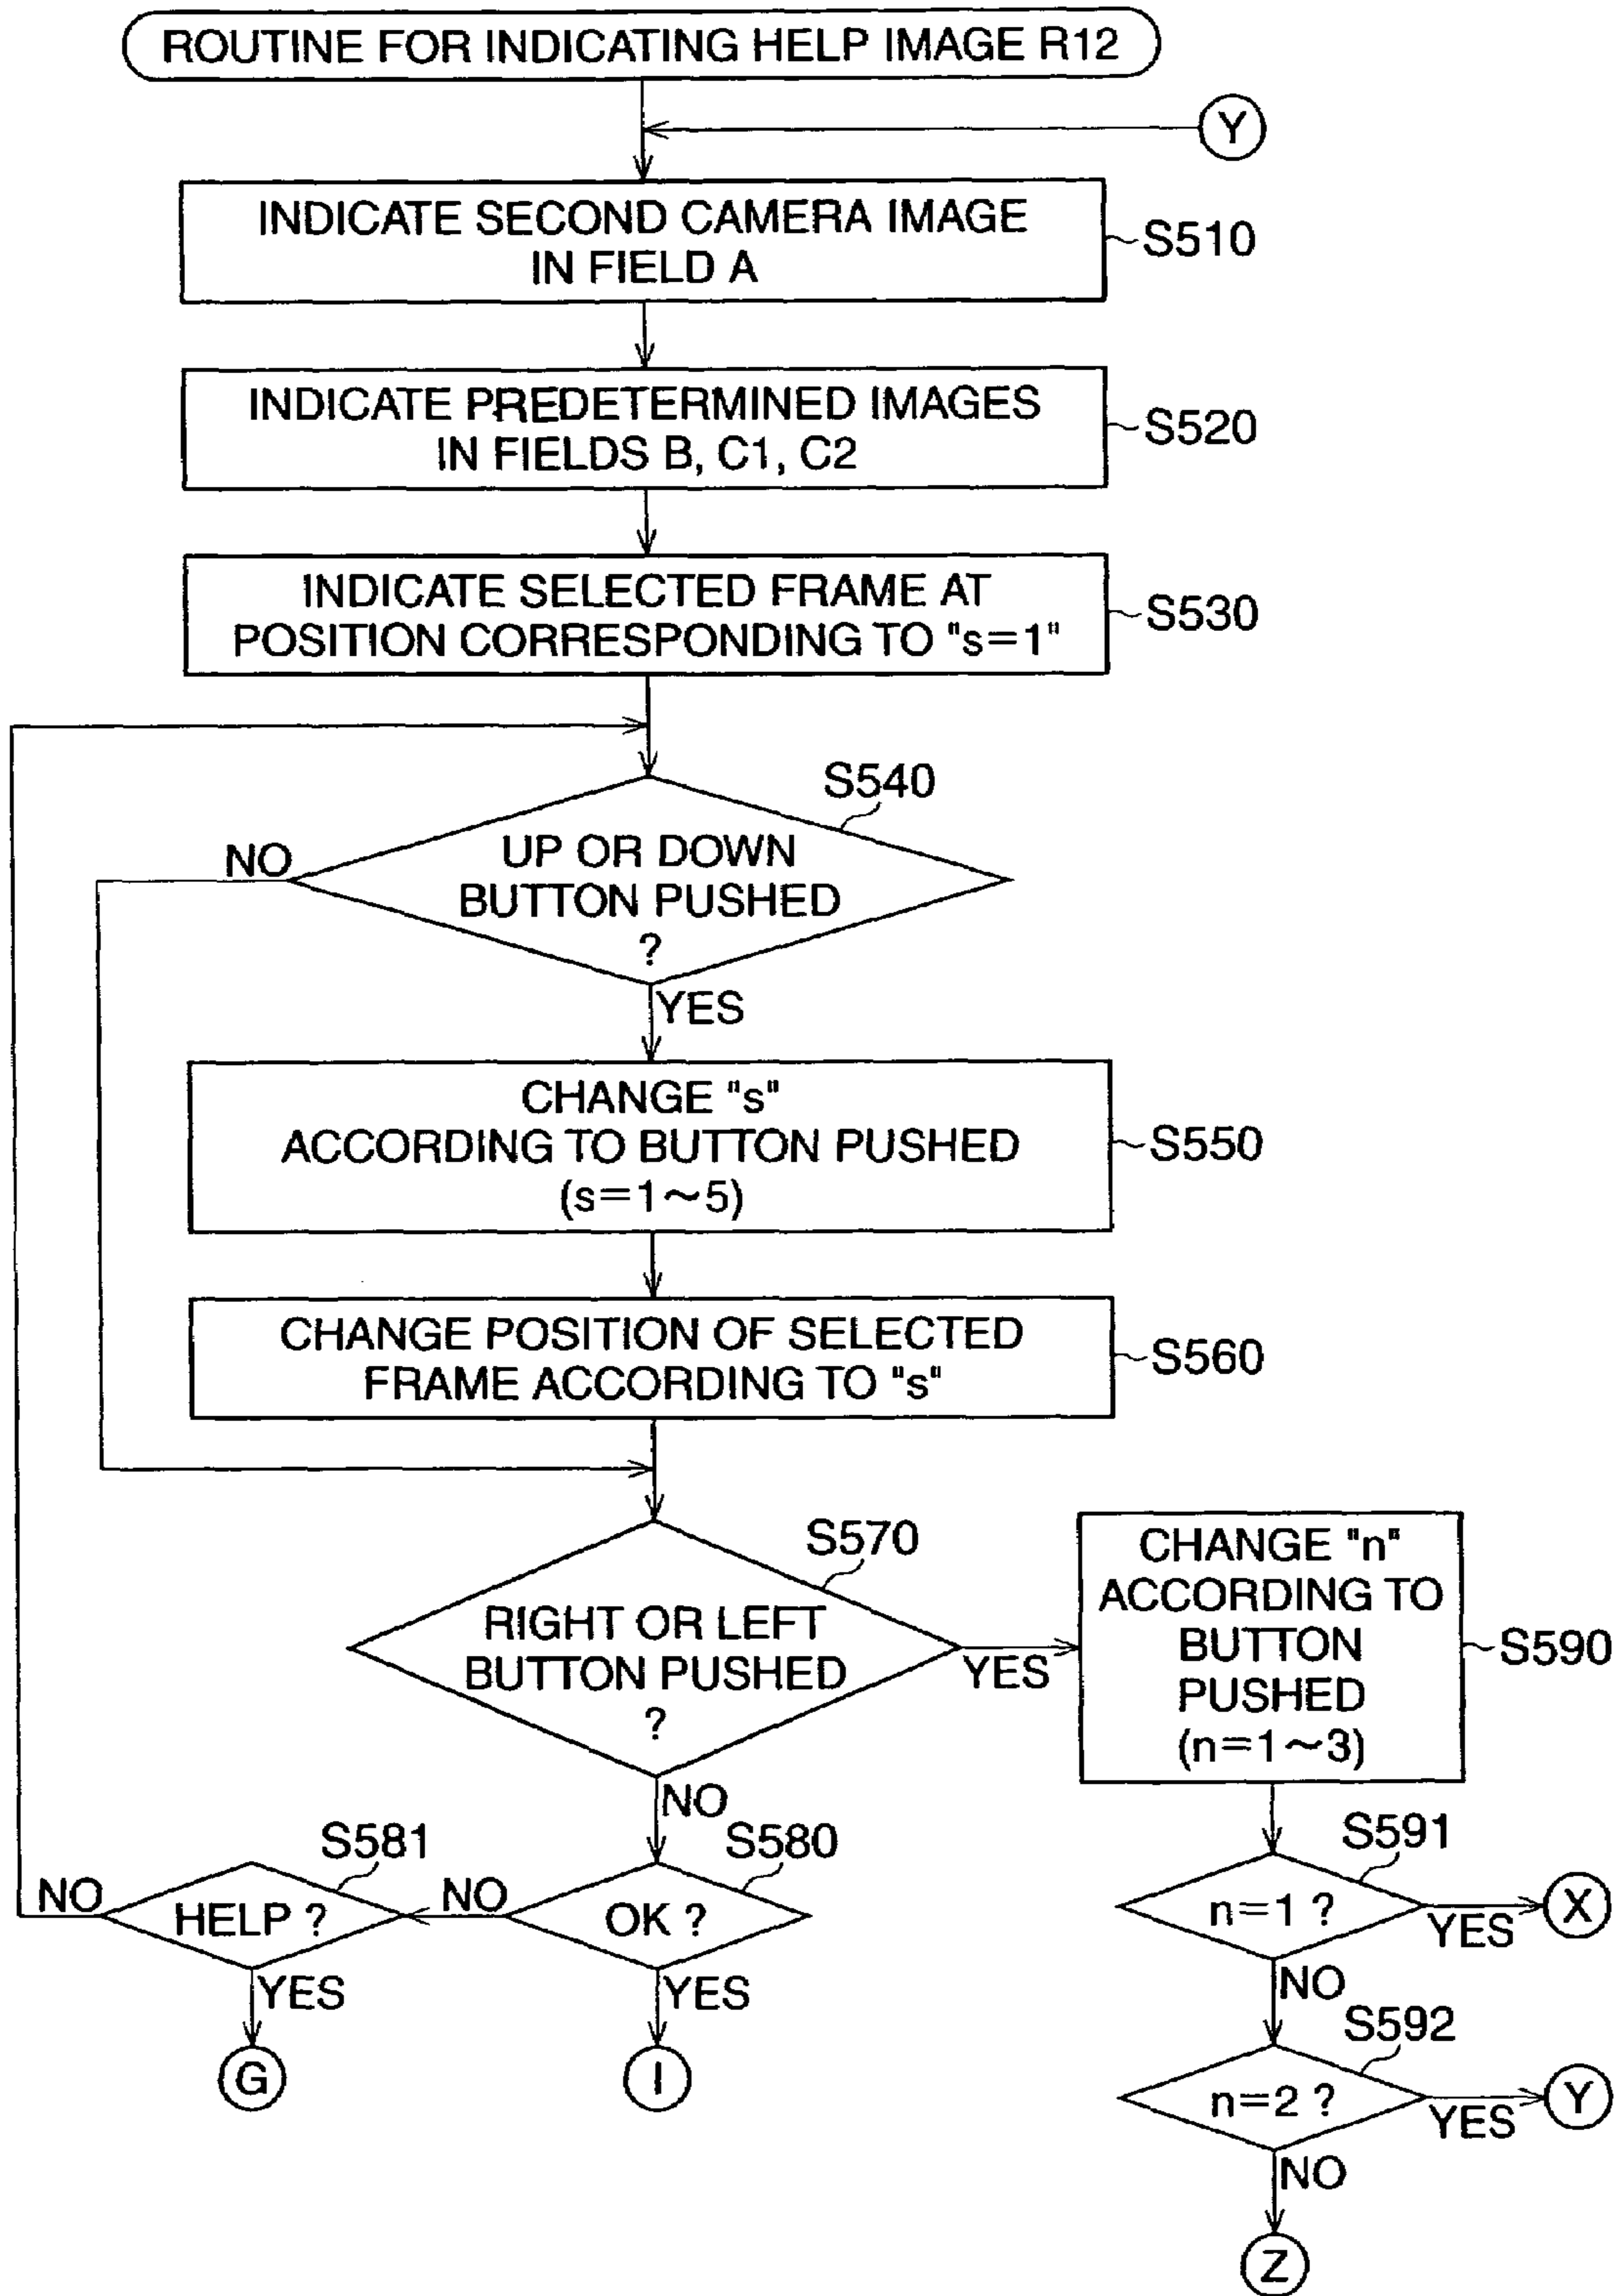 ROUTINE FOR INDICATING HELP IMAGE R12
Y
INDICATE SECOND CAMERA IMAGE
IN FIELD A
S510
INDICATE PREDETERMINED IMAGES
IN FIELDS B, C1, C2
S520
INDICATE SELECTED FRAME AT
POSITION CORRESPONDING TO "s=1"
S530
S540
NO
UP OR DOWN
BUTTON PUSHED
?
YES
CHANGE "s"
ACCORDING TO BUTTON PUSHED
(s=1~5)
S550
CHANGE POSITION OF SELECTED
FRAME ACCORDING TO "s"
S560
S570
RIGHT OR LEFT
BUTTON PUSHED
?
YES
CHANGE "n"
ACCORDING TO
BUTTON
PUSHED
(n=1~3)
S590
NO
S581
S580
S591
NO
HELP ?
NO
OK ?
n=1 ?
YES
X
YES
YES
NO
G
I
S592
n=2 ?
YES
Y
NO
Z